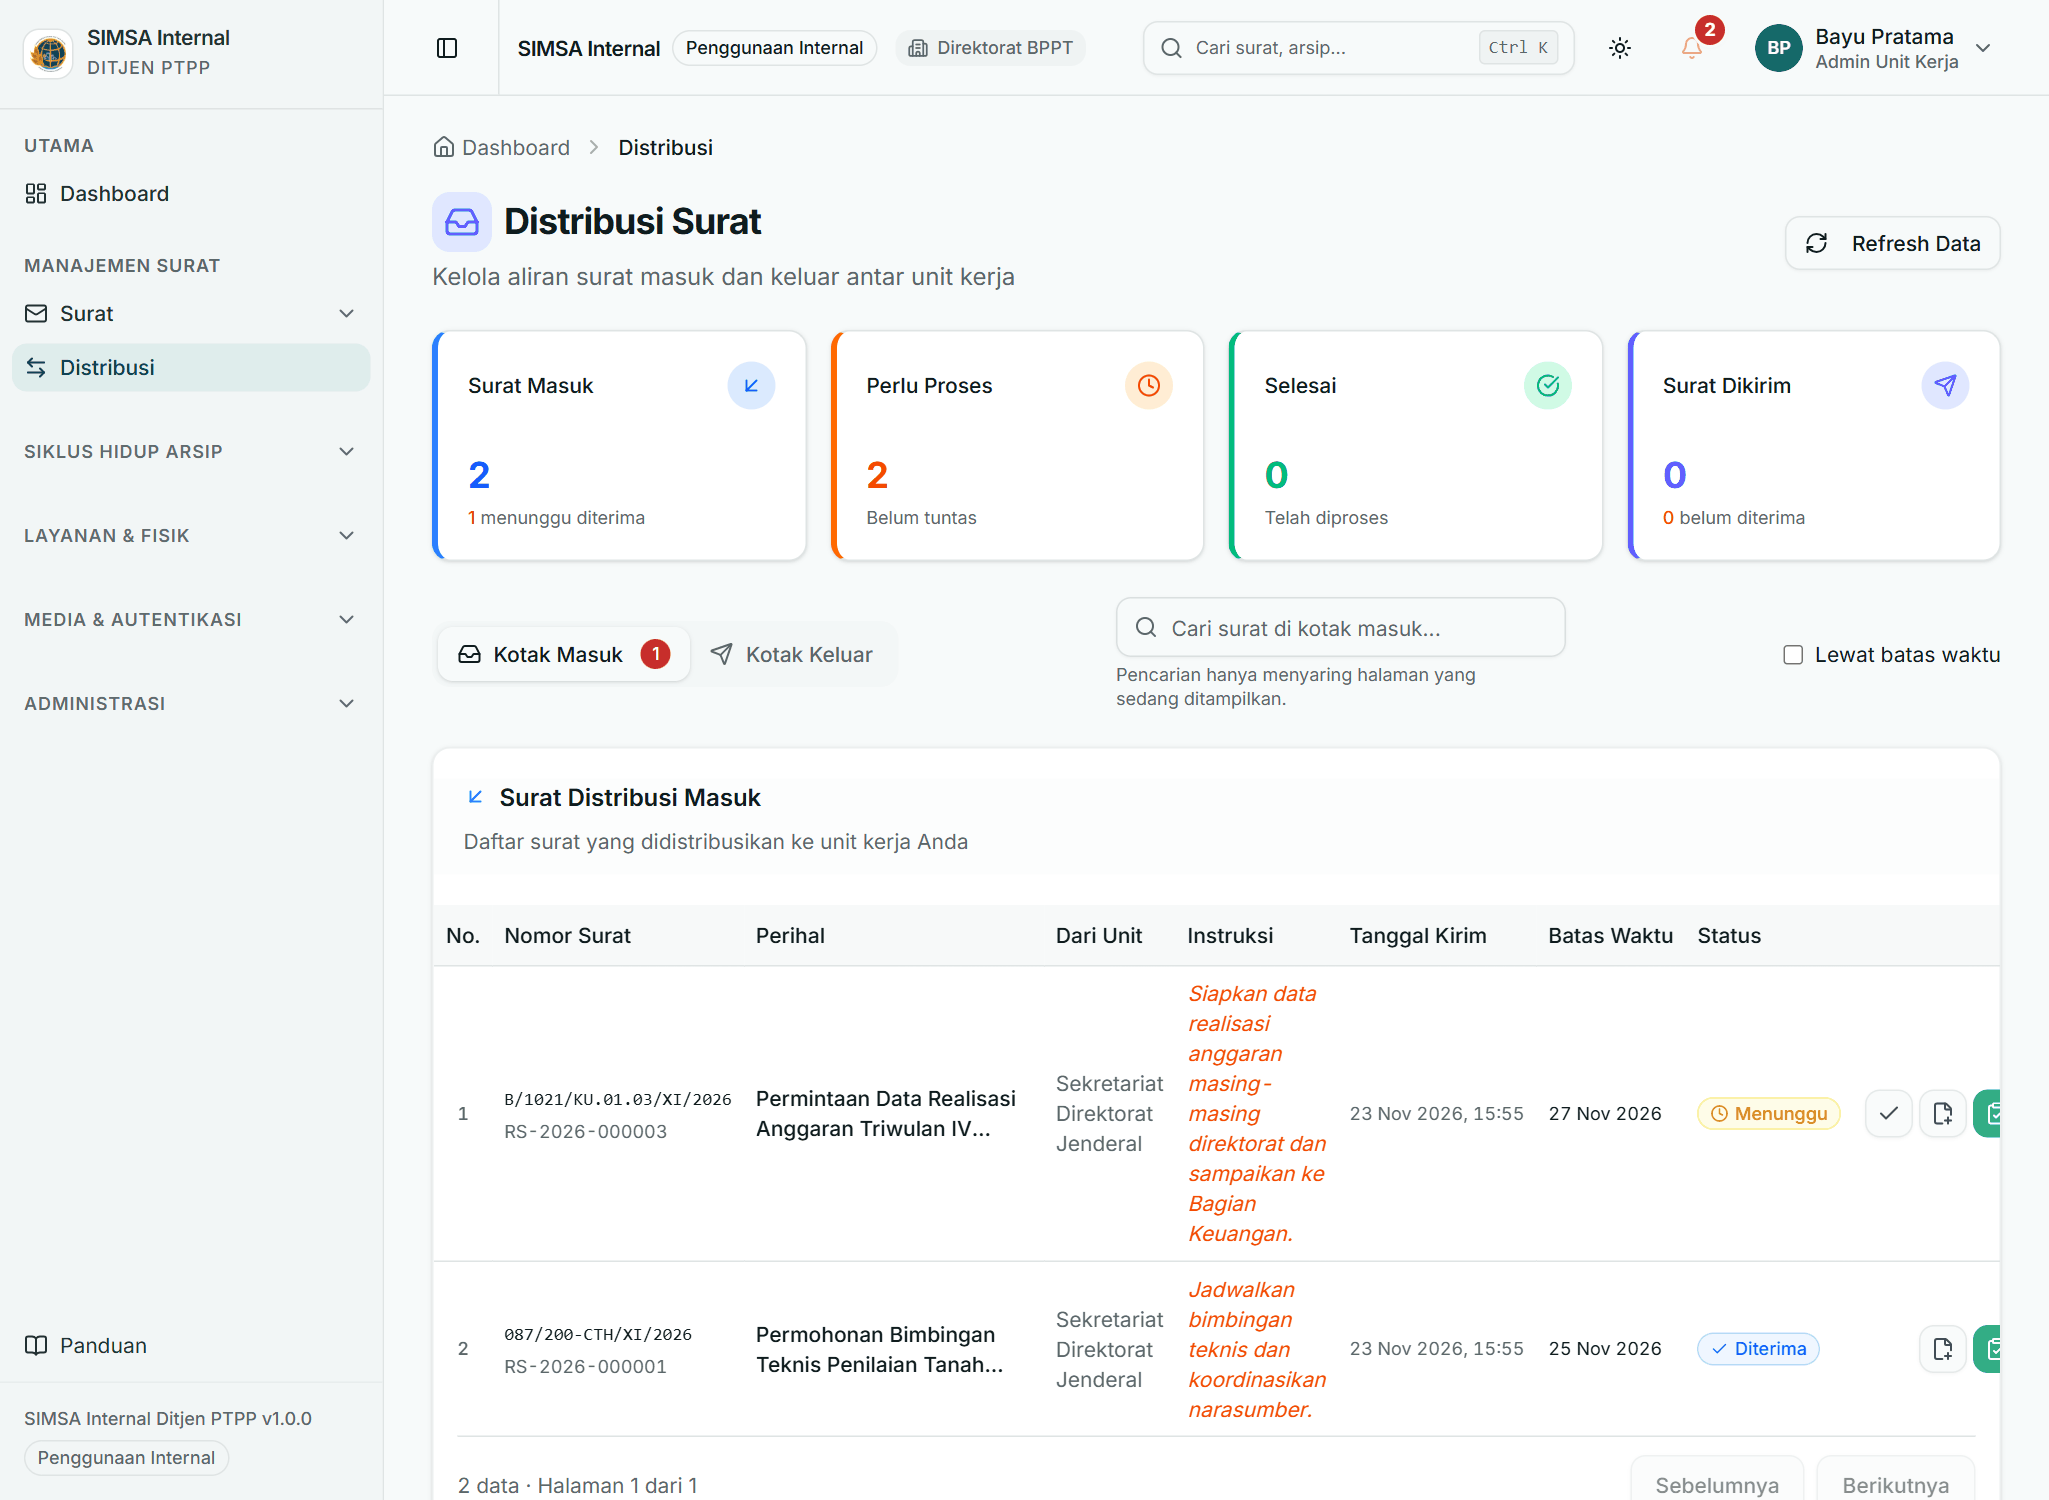 SIMSA Internal
DITJEN PTPP
UTAMA
Dashboard
MANAJEMEN SURAT
Surat
Distribusi
SIKLUS HIDUP ARSIP
LAYANAN & FISIK
MEDIA & AUTENTIKASI
ADMINISTRASI
Panduan
SIMSA Internal Ditjen PTPP v1.0.0
Penggunaan Internal
SIMSA Internal
Penggunaan Internal
Direktorat BPPT
Cari surat, arsip...
Ctrl K
2
BP
Bayu Pratama
Admin Unit Kerja
Dashboard
Distribusi
Distribusi Surat
Kelola aliran surat masuk dan keluar antar unit kerja
Refresh Data
Surat Masuk
2
1 menunggu diterima
Perlu Proses
2
Belum tuntas
Selesai
0
Telah diproses
Surat Dikirim
0
0 belum diterima
Kotak Masuk 1
Kotak Keluar
Cari surat di kotak masuk...
Pencarian hanya menyaring halaman yang
sedang ditampilkan.
Lewat batas waktu
Surat Distribusi Masuk
Daftar surat yang didistribusikan ke unit kerja Anda
No. Nomor Surat Perihal Dari Unit Instruksi Tanggal Kirim Batas Waktu Status
1
B/1021/KU.01.03/XI/2026
RS-2026-000003
Permintaan Data Realisasi
Anggaran Triwulan IV...
Sekretariat
Direktorat
Jenderal
Siapkan data
realisasi
anggaran
masing-
masing
direktorat dan
sampaikan ke
Bagian
Keuangan.
23 Nov 2026, 15:55
27 Nov 2026
Menunggu
2
087/200-CTH/XI/2026
RS-2026-000001
Permohonan Bimbingan
Teknis Penilaian Tanah...
Sekretariat
Direktorat
Jenderal
Jadwalkan
bimbingan
teknis dan
koordinasikan
narasumber.
23 Nov 2026, 15:55
25 Nov 2026
Diterima
2 data · Halaman 1 dari 1
Sebelumnya
Berikutnya